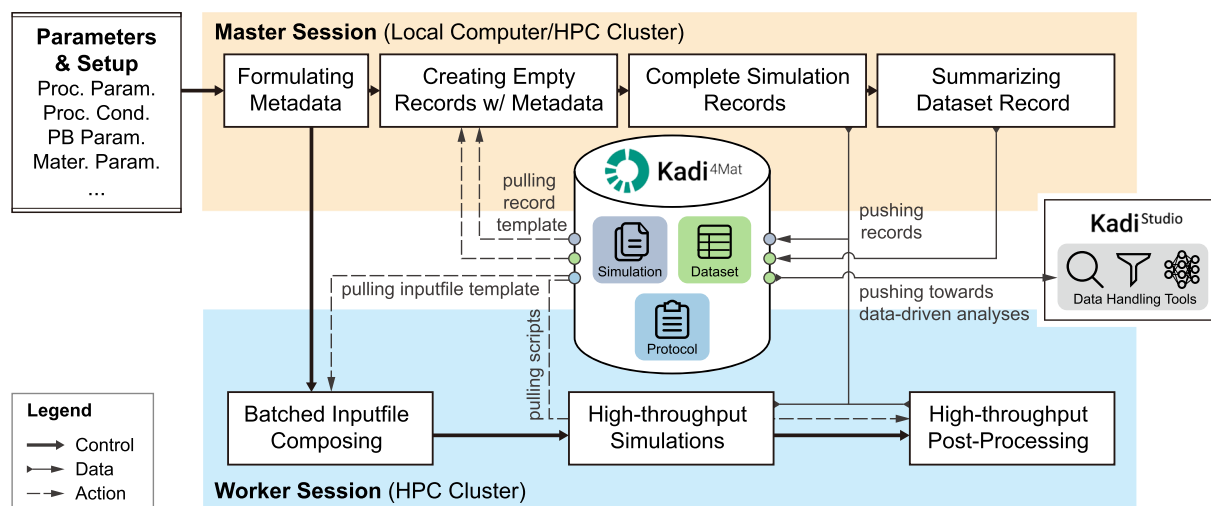 Parameters
& Setup
Proc. Param.
Proc. Cond.
PB Param.
Mater. Param.
...
Master Session (Local Computer/HPC Cluster)
Formulating
Metadata
Creating Empty
Records w/ Metadata
Complete Simulation
Records
Summarizing
Dataset Record
Kadi4Mat
pulling
record
template
Simulation
Dataset
Protocol
pushing
records
KadiStudio
Data Handling Tools
pulling inputfile template
pushing towards
data-driven analyses
pulling scripts
Batched Inputfile
Composing
High-throughput
Simulations
High-throughput
Post-Processing
Worker Session (HPC Cluster)
Legend
Control
Data
Action